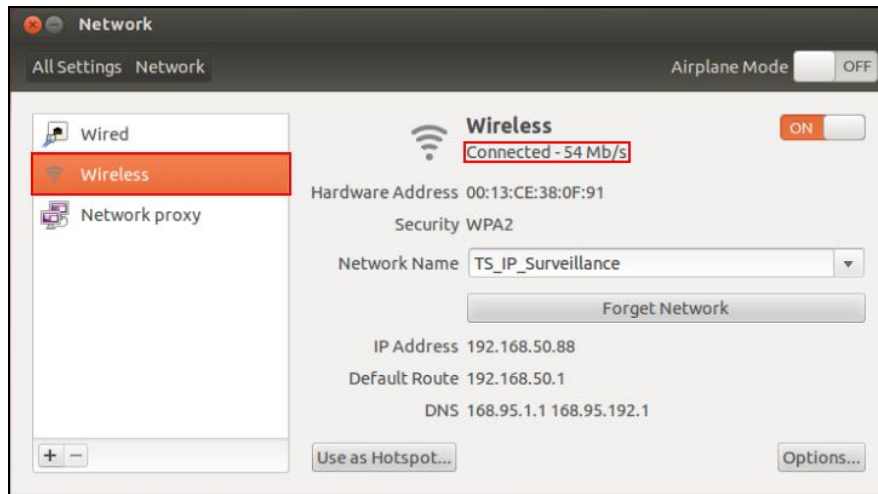 Network
All Settings Network
Airplane Mode OFF
Wired
Wireless
Network proxy
Wireless
ON
Connected - 54 Mb/s
Hardware Address 00:13:CE:38:0F:91
Security WPA2
Network Name TS_IP_Surveillance
Forget Network
IP Address 192.168.50.88
Default Route 192.168.50.1
DNS 168.95.1.1 168.95.192.1
+ −
Use as Hotspot...
Options...